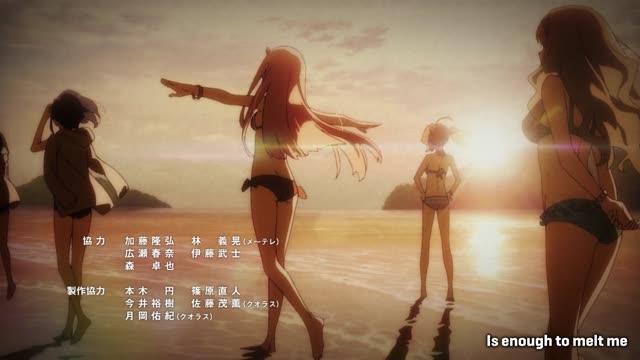 協力　加藤隆弘　林　義晃(メ〜テレ)
広瀬春奈　伊藤武士
森　卓也
製作協力　本木　円　篠原直人
今井裕樹　佐藤茂薫(クオラス)
月岡佑紀(クオラス)
Is enough to melt me